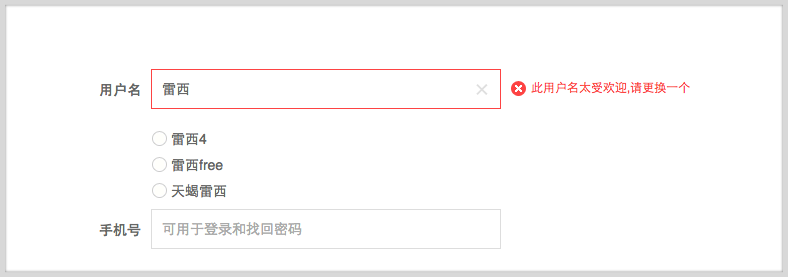 用户名 雷西 此用户名太受欢迎,请更换一个
雷西4
雷西free
天蝎雷西
手机号 可用于登录和找回密码